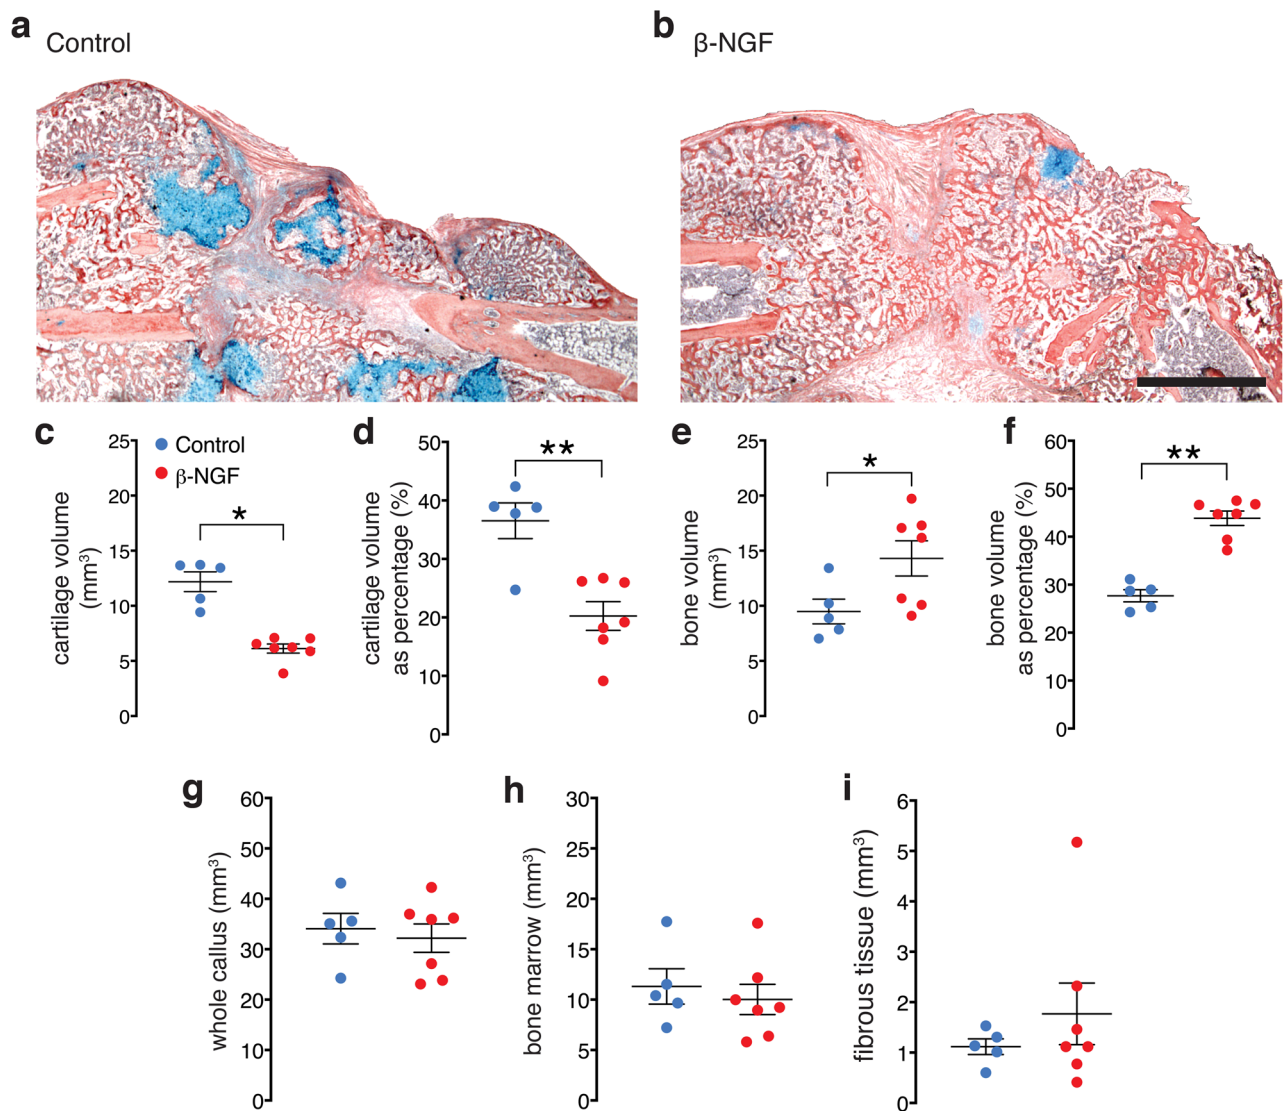 a
Control
b
β-NGF
c
cartilage volume
(mm³)
25
20
15
10
5
0
Control
β-NGF
*
d
cartilage volume
as percentage (%)
50
40
30
20
10
0
**
e
bone volume
(mm³)
25
20
15
10
5
0
*
f
bone volume
as percentage (%)
60
50
40
30
20
10
0
**
g
whole callus (mm³)
60
50
40
30
20
10
0
h
bone marrow (mm³)
30
25
20
15
10
5
0
i
fibrous tissue (mm³)
6
5
4
3
2
1
0